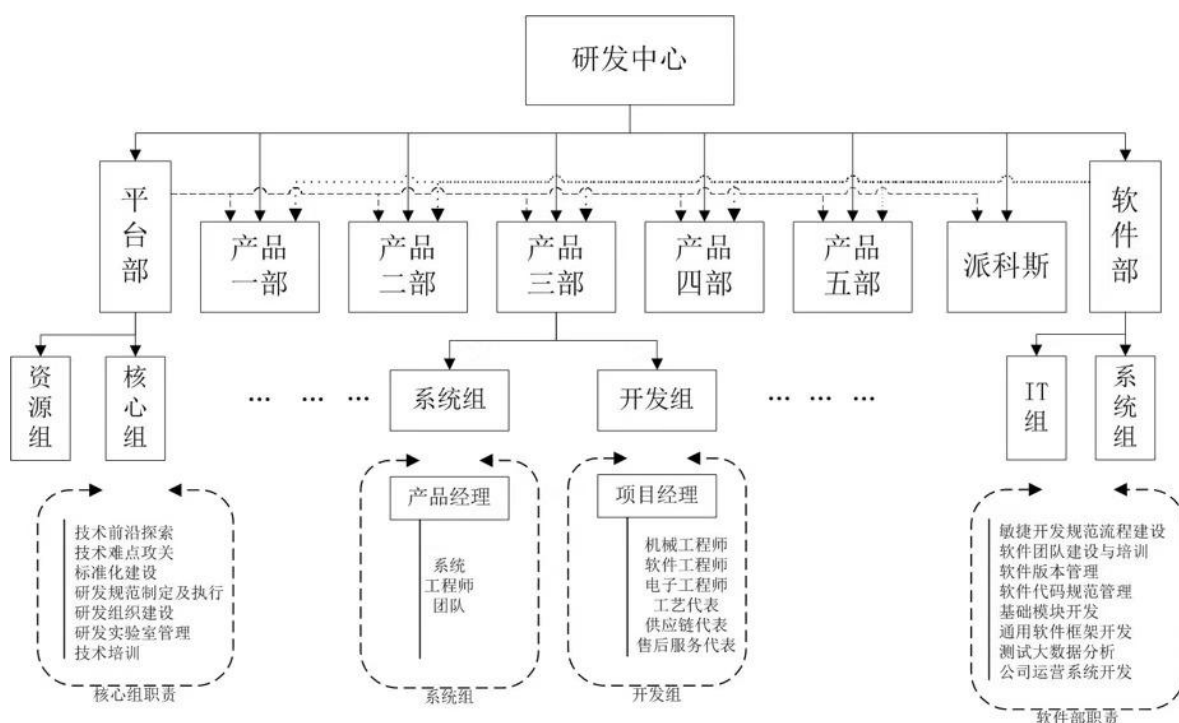 研发中心
平台部
产品
一部
产品
二部
产品
三部
产品
四部
产品
五部
派科斯
软件部
资源组
核心组
… … …
系统组
开发组
… … …
IT
组
系统组
技术前沿探索
技术难点攻关
标准化建设
研发规范制定及执行
研发组织建设
研发实验室管理
技术培训
核心组职责
产品经理
系统
工程师
团队
系统组
项目经理
机械工程师
软件工程师
电子工程师
工艺代表
供应链代表
售后服务代表
开发组
敏捷开发规范流程建设
软件团队建设与培训
软件版本管理
软件代码规范管理
基础模块开发
通用软件框架开发
测试大数据分析
公司运营系统开发
软件部职责